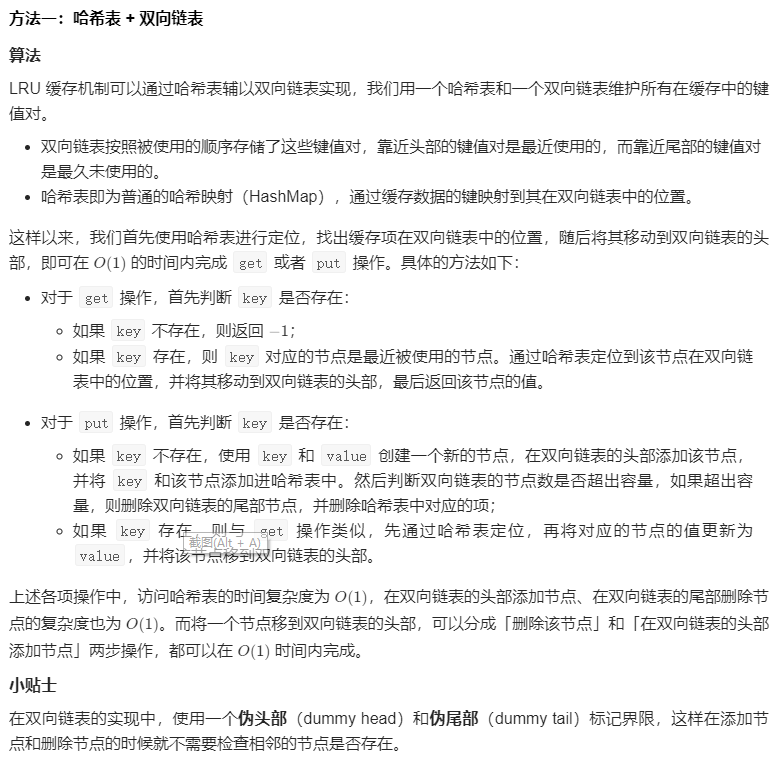 方法一：哈希表 + 双向链表
算法
LRU 缓存机制可以通过哈希表辅以双向链表实现，我们用一个哈希表和一个双向链表维护所有在缓存中的键
值对。
• 双向链表按照被使用的顺序存储了这些键值对，靠近头部的键值对是最近使用的，而靠近尾部的键值对
是最久未使用的。
• 哈希表即为普通的哈希映射（HashMap），通过缓存数据的键映射到其在双向链表中的位置。
这样以来，我们首先使用哈希表进行定位，找出缓存项在双向链表中的位置，随后将其移动到双向链表的头
部，即可在 O(1) 的时间内完成 get 或者 put 操作。具体的方法如下：
• 对于 get 操作，首先判断 key 是否存在：
◦ 如果 key 不存在，则返回 −1；
◦ 如果 key 存在，则 key 对应的节点是最近被使用的节点。通过哈希表定位到该节点在双向链
表中的位置，并将其移动到双向链表的头部，最后返回该节点的值。
• 对于 put 操作，首先判断 key 是否存在：
◦ 如果 key 不存在，使用 key 和 value 创建一个新的节点，在双向链表的头部添加该节点，
并将 key 和该节点添加进哈希表中。然后判断双向链表的节点数是否超出容量，如果超出容
量，则删除双向链表的尾部节点，并删除哈希表中对应的项；
◦ 如果 key 存在，则与 get 操作类似，先通过哈希表定位，再将对应的节点的值更新为
截图(Alt + A)
value ，并将该节点移到双向链表的头部。
上述各项操作中，访问哈希表的时间复杂度为 O(1)，在双向链表的头部添加节点、在双向链表的尾部删除节
点的复杂度也为 O(1)。而将一个节点移到双向链表的头部，可以分成「删除该节点」和「在双向链表的头部
添加节点」两步操作，都可以在 O(1) 时间内完成。
小贴士
在双向链表的实现中，使用一个伪头部（dummy head）和伪尾部（dummy tail）标记界限，这样在添加节
点和删除节点的时候就不需要检查相邻的节点是否存在。